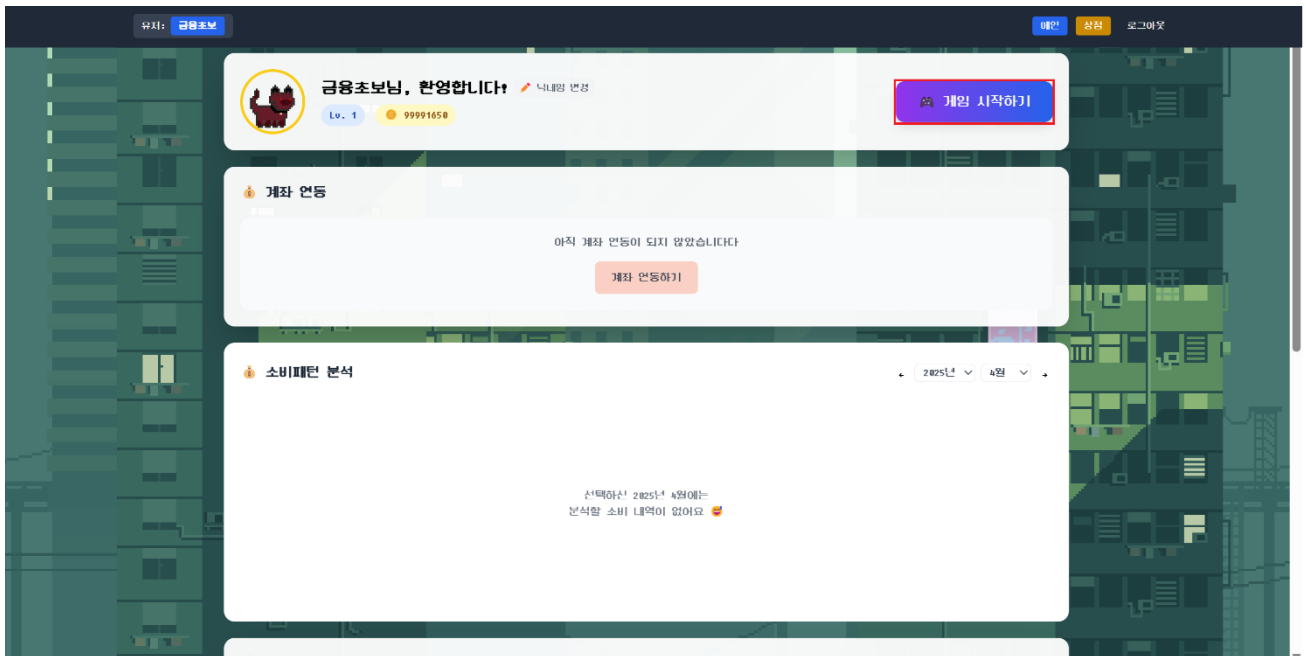 유저: 금융초보
메인 상점 로그아웃
금융초보님, 환영합니다!
닉네임 변경
Lv. 1
99991650
게임 시작하기
계좌 연동
아직 계좌 연동이 되지 않았습니다다
계좌 연동하기
소비패턴 분석
← 2025년 4월 →
선택하신 2025년 4월에는
분석할 소비 내역이 없어요